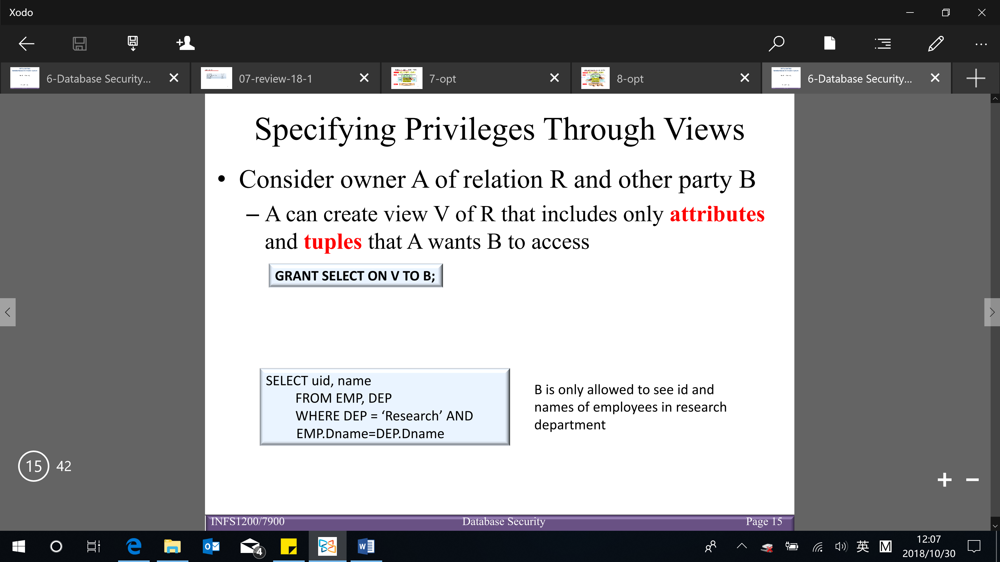 Xodo
6-Database Security...
07-review-18-1
7-opt
8-opt
6-Database Security...
Specifying Privileges Through Views
• Consider owner A of relation R and other party B
– A can create view V of R that includes only attributes
and tuples that A wants B to access
GRANT SELECT ON V TO B;
SELECT uid, name
FROM EMP, DEP
WHERE DEP = ‘Research’ AND
EMP.Dname=DEP.Dname
B is only allowed to see id and
names of employees in research
department
15 42
INFS1200/7900 Database Security Page 15
4
英 M
12:07
2018/10/30